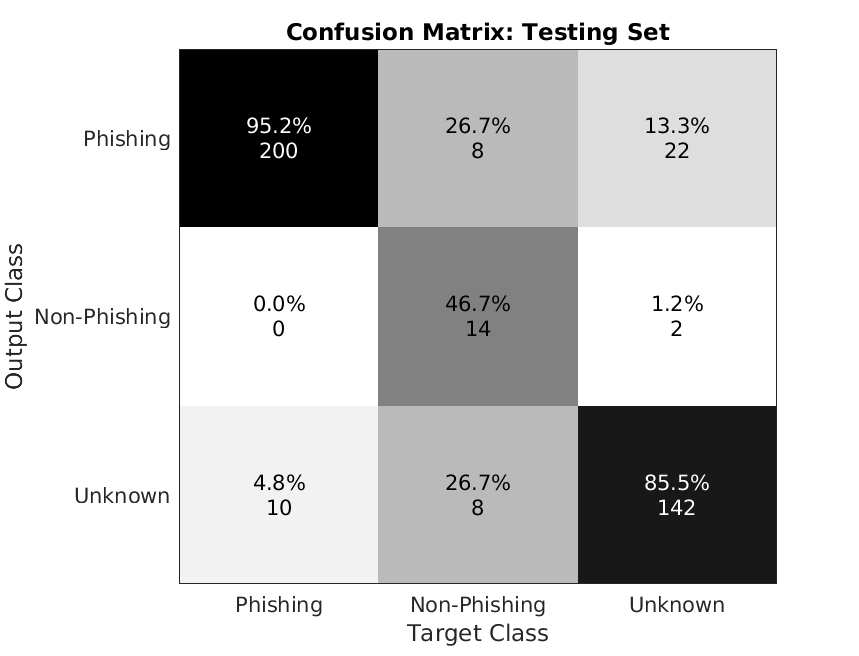 Confusion Matrix: Testing Set
Output Class
Phishing
95.2%
200
26.7%
8
13.3%
22
Non-Phishing
0.0%
0
46.7%
14
1.2%
2
Unknown
4.8%
10
26.7%
8
85.5%
142
Phishing
Non-Phishing
Unknown
Target Class